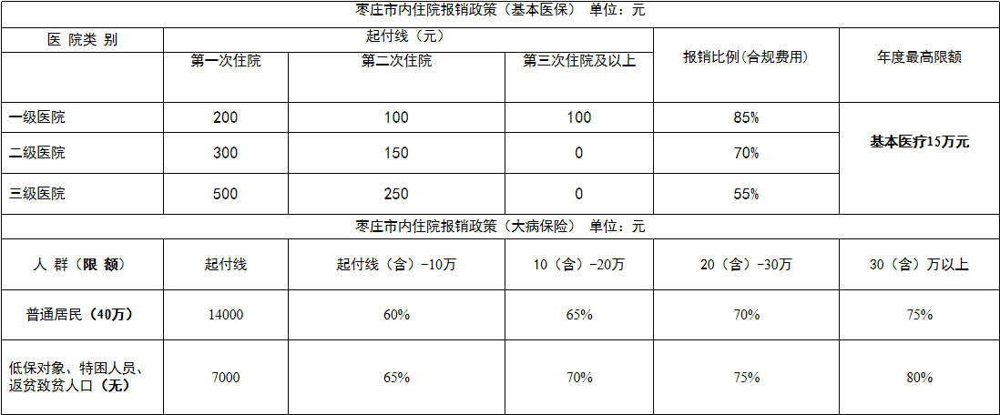 枣庄市内住院报销政策（基本医保） 单位：元
医 院类 别 起付线（元） 报销比例(合规费用) 年度最高限额
第一次住院 第二次住院 第三次住院及以上
一级医院 200 100 100 85% 基本医疗15万元
二级医院 300 150 0 70%
三级医院 500 250 0 55%
枣庄市内住院报销政策（大病保险） 单位：元
人 群（限 额） 起付线 起付线（含）-10万 10（含）-20万 20（含）-30万 30（含）万以上
普通居民（40万） 14000 60% 65% 70% 75%
低保对象、特困人员、
返贫致贫人口（无） 7000 65% 70% 75% 80%